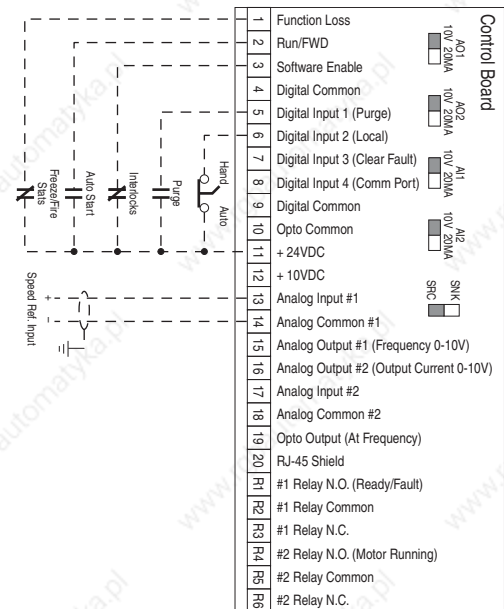 Control Board
1 Function Loss
2 Run/FWD
3 Software Enable
4 Digital Common
5 Digital Input 1 (Purge)
6 Digital Input 2 (Local)
7 Digital Input 3 (Clear Fault)
8 Digital Input 4 (Comm Port)
9 Digital Common
10 Opto Common
11 + 24VDC
12 + 10VDC
13 Analog Input #1
14 Analog Common #1
15 Analog Output #1 (Frequency 0-10V)
16 Analog Output #2 (Output Current 0-10V)
17 Analog Input #2
18 Analog Common #2
19 Opto Output (At Frequency)
20 RJ-45 Shield
R1 #1 Relay N.O. (Ready/Fault)
R2 #1 Relay Common
R3 #1 Relay N.C.
R4 #2 Relay N.O. (Motor Running)
R5 #2 Relay Common
R6 #2 Relay N.C.
AO1
10V 20MA
AO2
10V 20MA
AI1
10V 20MA
AI2
10V 20MA
SNK
SRC
Freeze/Fire
Stats
Auto Start
Interlocks
Purge
Hand
Auto
Speed Ref. Input
+
−